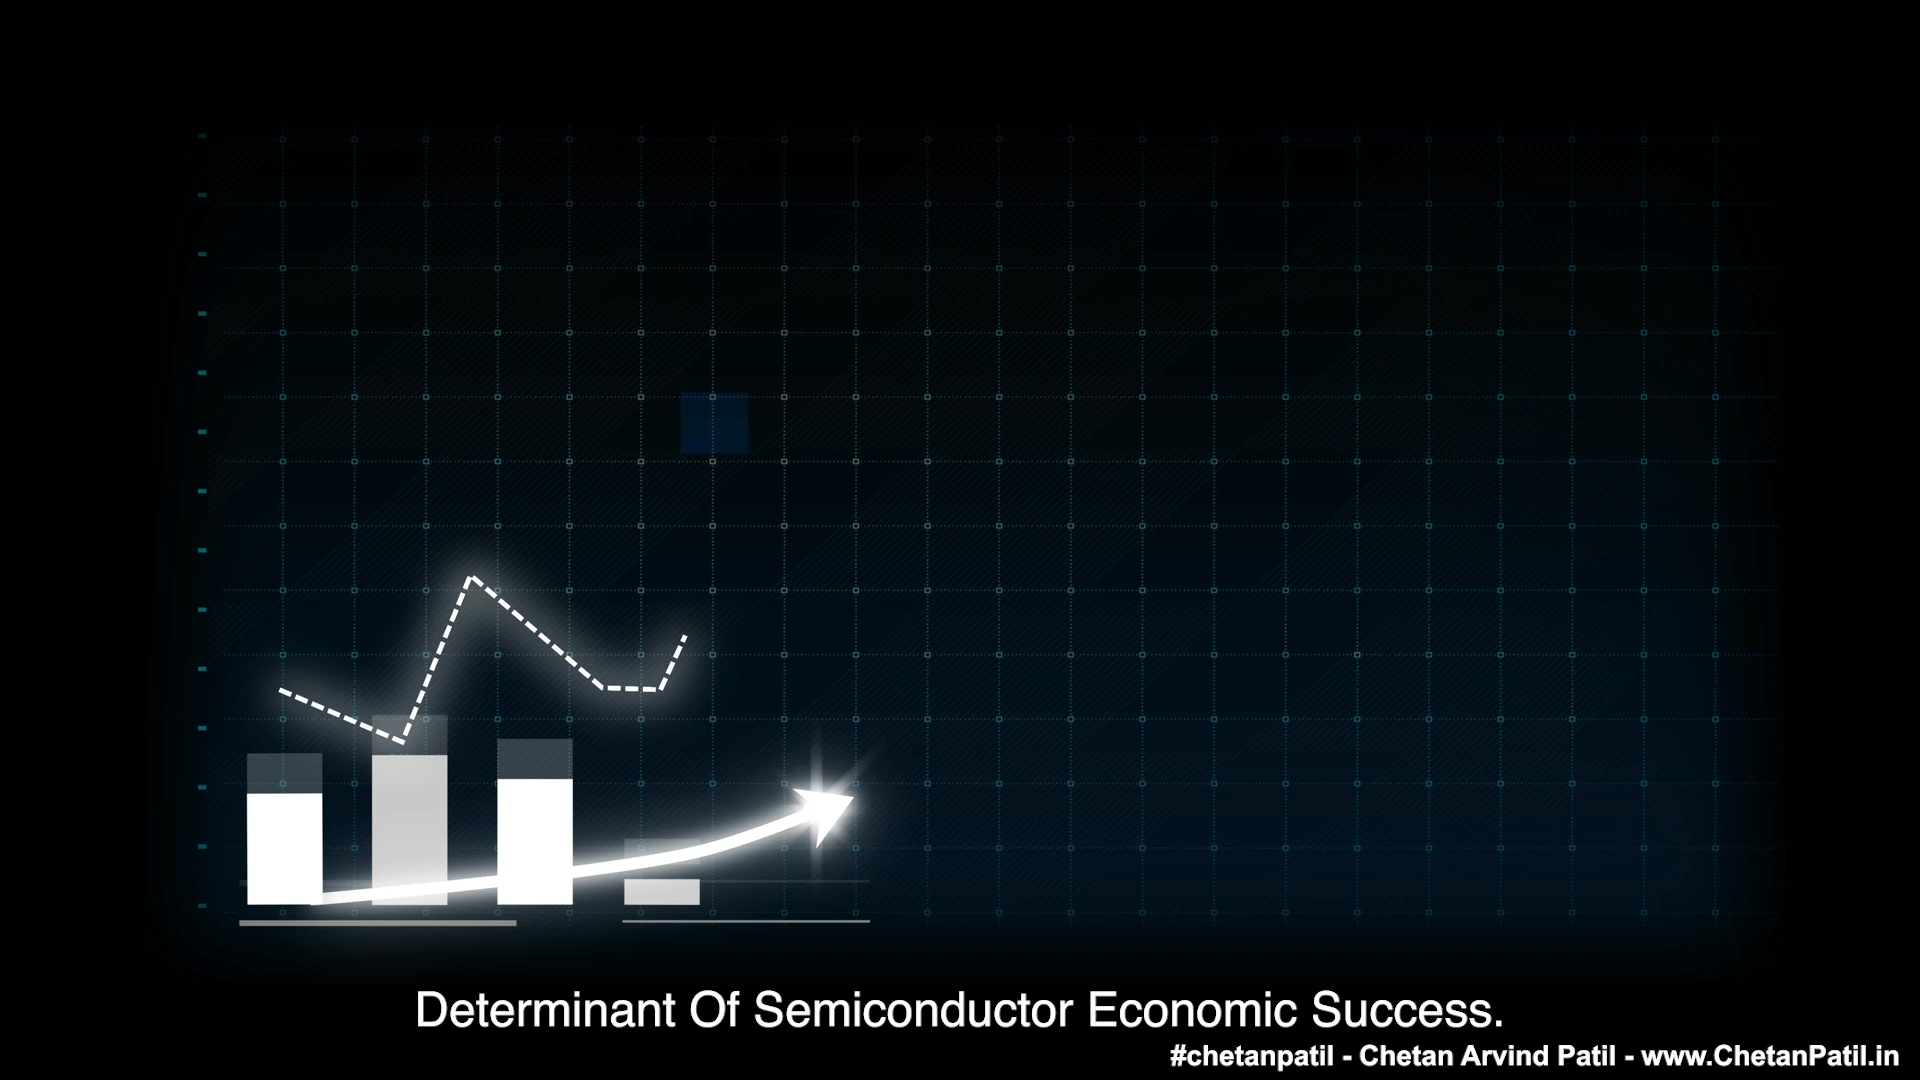 Determinant Of Semiconductor Economic Success.
#chetanpatil - Chetan Arvind Patil - www.ChetanPatil.in